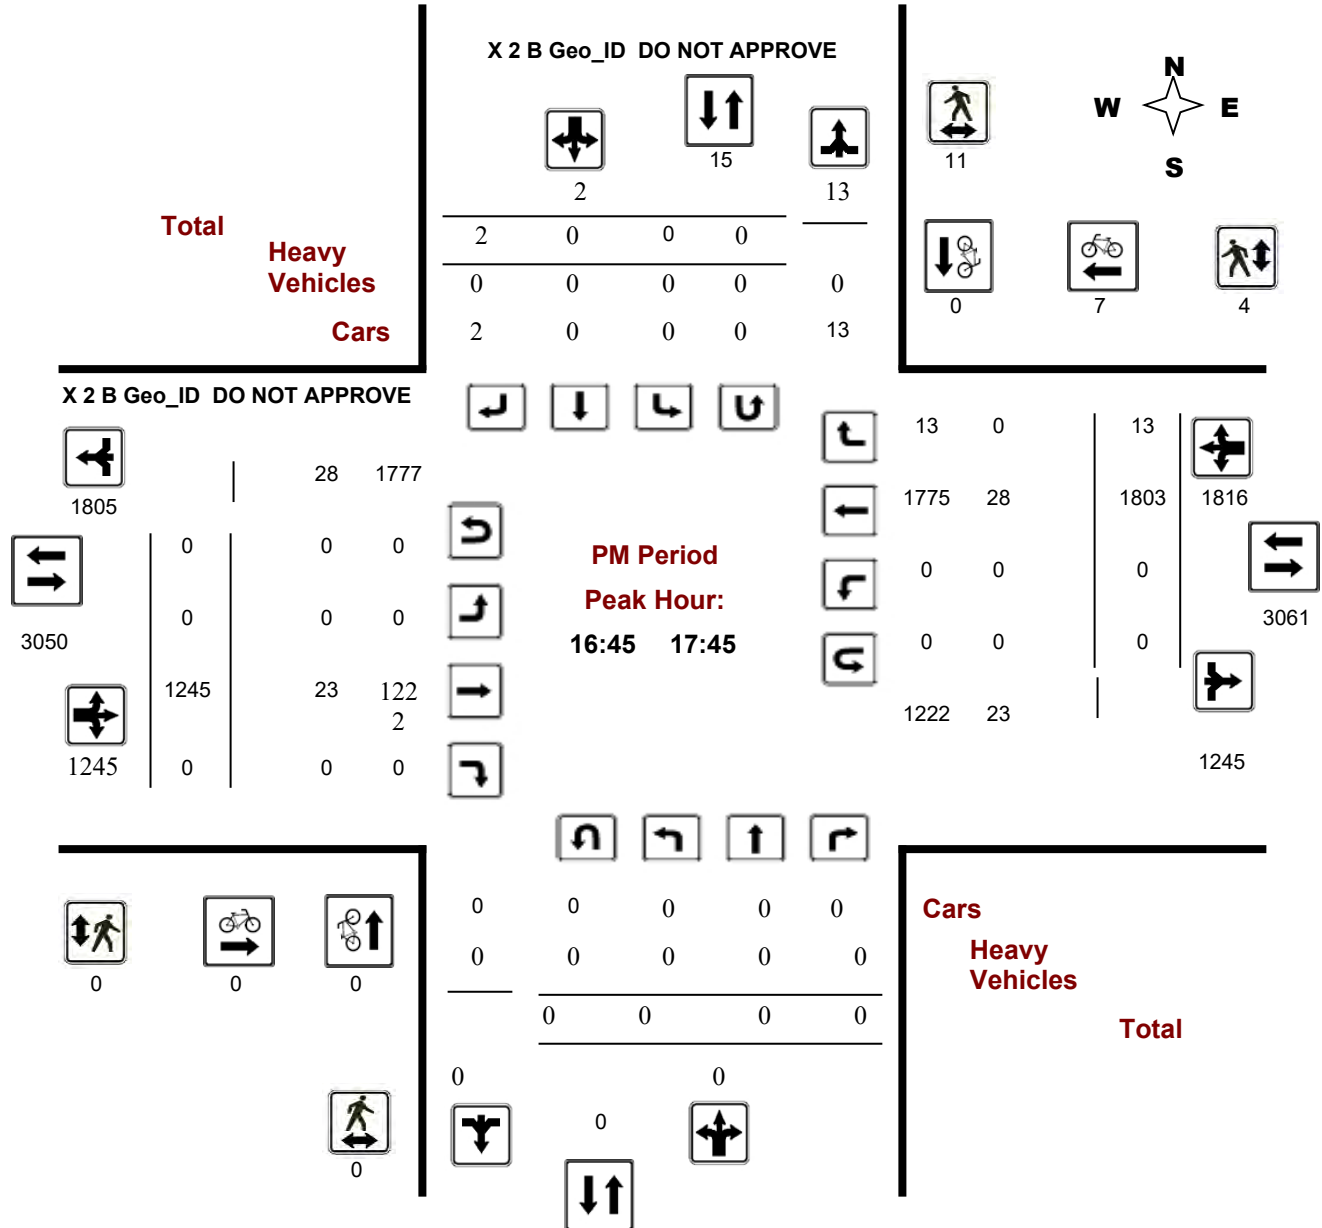 X 2 B Geo_ID DO NOT APPROVE
N
W E
S
15
11
2
13
Total
2 0 0 0
Heavy
Vehicles
0 0 0 0 0
0 7 4
Cars
2 0 0 0 13
X 2 B Geo_ID DO NOT APPROVE
13 0 13
28 1777
1805
1775 28 1803 1816
0 0 0
PM Period
0 0 0
Peak Hour:
0 0 0
3061
3050
16:45 17:45
0 0 0
1245 23 122
2
1222 23
1245 0 0 0
1245
0 0 0 0 0
Cars
0 0 0 0 0
Heavy
Vehicles
0 0 0
0 0 0 0
Total
0 0
0
0